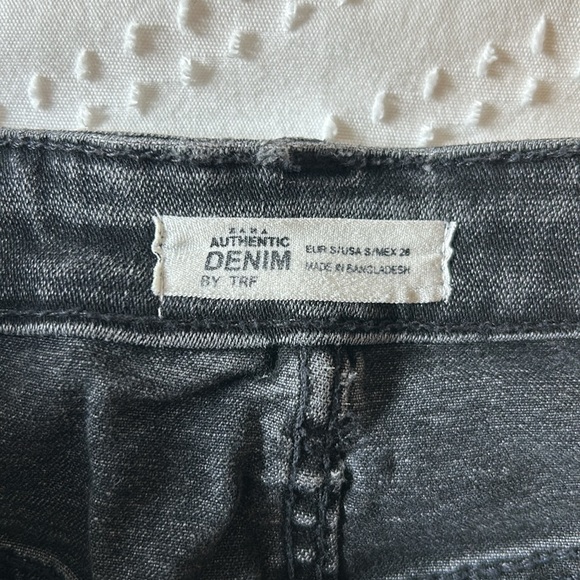 ZARA
AUTHENTIC
DENIM
BY TRF
EUR S/USA S/MEX 26
MADE IN BANGLADESH